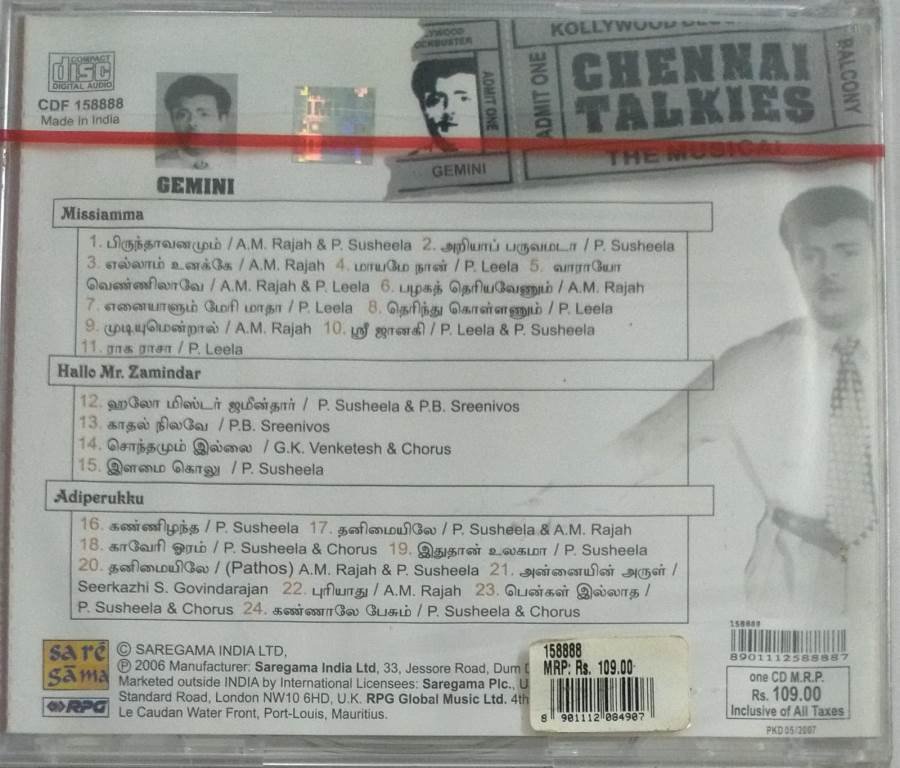 COMPACT
disc
DIGITAL AUDIO
CDF 158888
Made in India
GEMINI
ADMIT ONE
GEMINI
ADMIT ONE
CHENNAI
TALKIES
THE MUSICAL
BALCONY
Missiamma
1. பிருந்தாவனமும் / A.M. Rajah & P. Susheela 2. அறியாப் பருவமடா / P. Susheela
3. எல்லாம் உனக்கே / A.M. Rajah 4. மாயமே நான் / P. Leela 5. வாராயோ
வெண்ணிலாவே / A.M. Rajah & P. Leela 6. பழகத் தெரியவேணும் / A.M. Rajah
7. எனையாளும் மேரி மாதா / P. Leela 8. தெரிந்து கொள்ளணும் / P. Leela
9. முடியுமென்றால் / A.M. Rajah 10. ஸ்ரீ ஜானகி / P. Leela & P. Susheela
11. ராக ராசா / P. Leela
Hallo Mr. Zamindar
12. ஹலோ மிஸ்டர் ஜமீன்தார் / P. Susheela & P.B. Sreenivos
13. காதல் நிலவே / P.B. Sreenivos
14. சொந்தமும் இல்லை / G.K. Venketesh & Chorus
15. இளமை கொலு / P. Susheela
Adiperukku
16. கண்ணிழந்த / P. Susheela 17. தனிமையிலே / P. Susheela & A.M. Rajah
18. காவேரி ஓரம் / P. Susheela & Chorus 19. இதுதான் உலகமா / P. Susheela
20. தனிமையிலே / (Pathos) A.M. Rajah & P. Susheela 21. அன்னையின் அருள் /
Seerkazhi S. Govindarajan 22. புரியாது / A.M. Rajah 23. பென்கள் இல்லாத /
P. Susheela & Chorus 24. கண்ணாலே பேசும் / P. Susheela & Chorus
saregama
RPG
© SAREGAMA INDIA LTD,
℗ 2006 Manufacturer: Saregama India Ltd, 33, Jessore Road, Dum
Marketed outside INDIA by International Licensees: Saregama Plc.,
Standard Road, London NW10 6HD, U.K. RPG Global Music Ltd. 4th
Le Caudan Water Front, Port-Louis, Mauritius.
158888
MRP: Rs. 109.00
8 901112 084907
158888
8901112588887
one CD M.R.P.
Rs. 109.00
Inclusive of All Taxes
PKD 05/2007